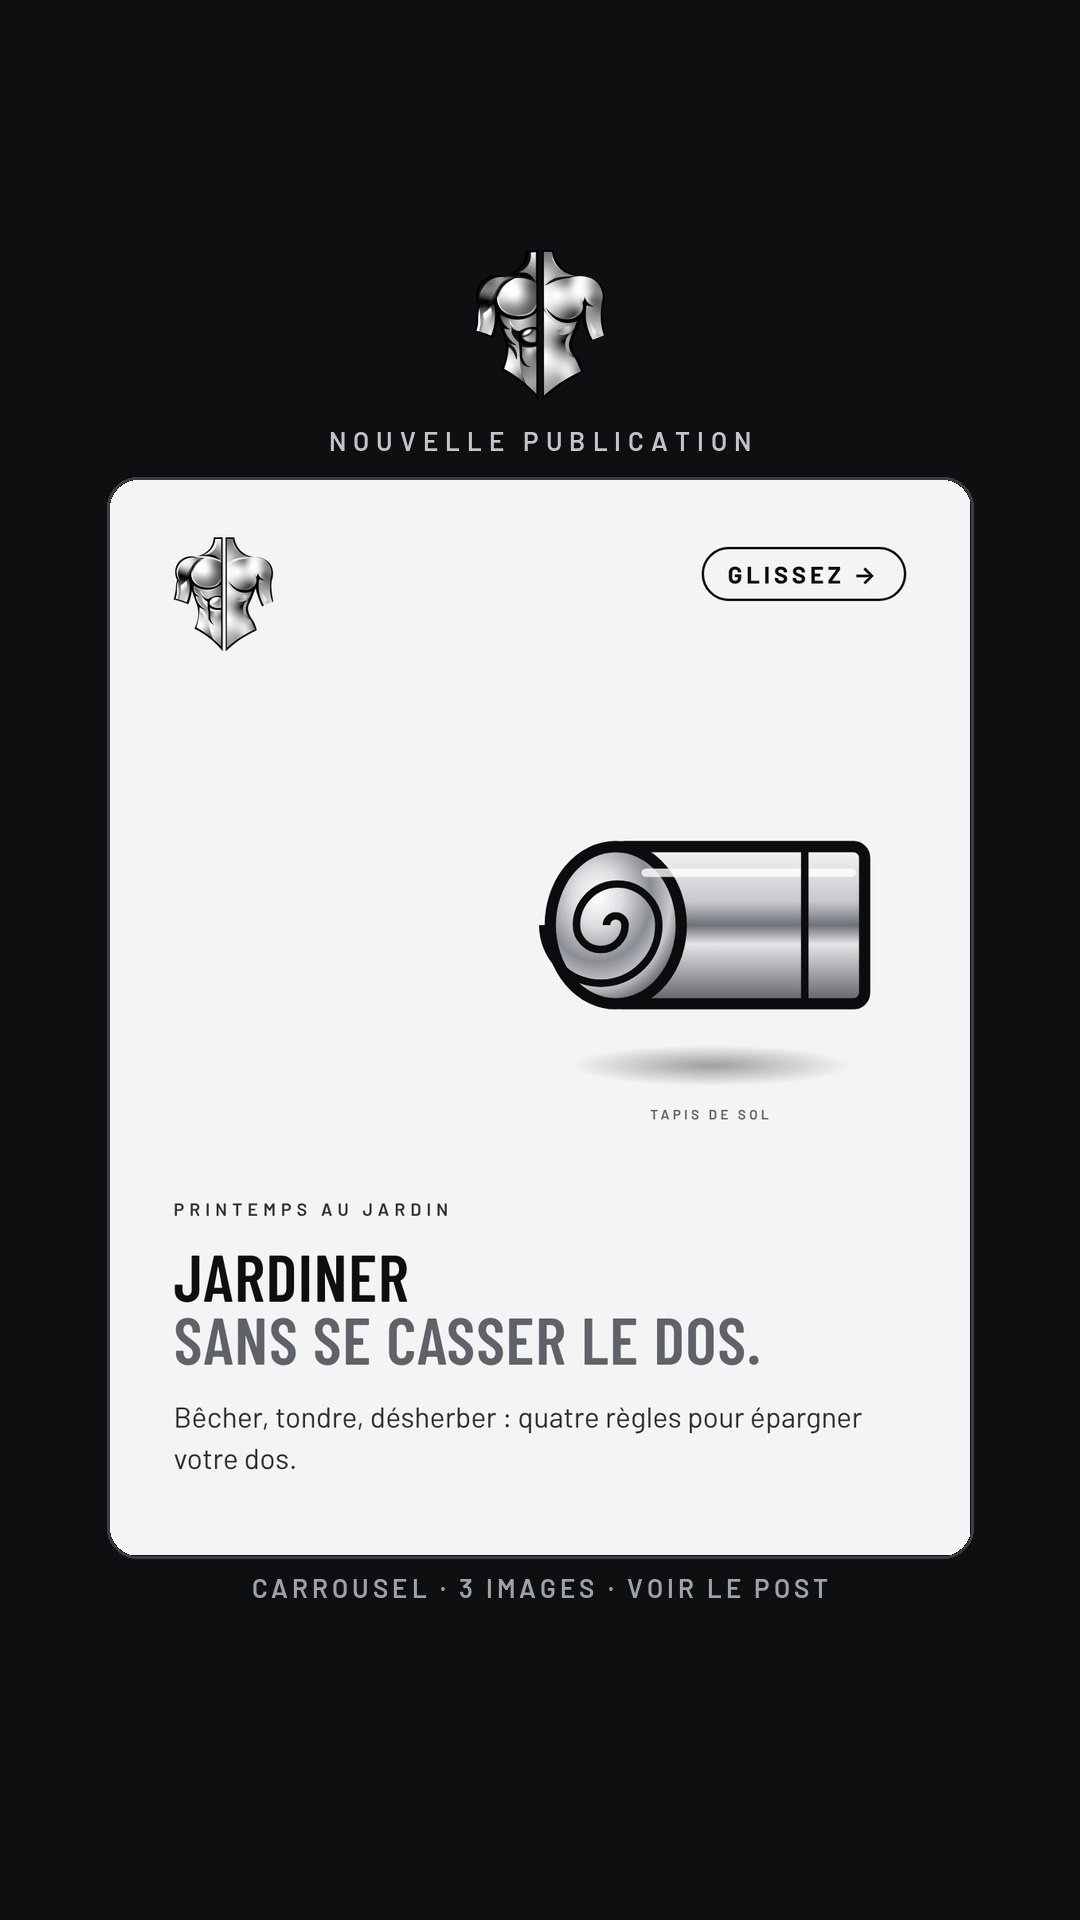 NOUVELLE PUBLICATION
GLISSEZ →
TAPIS DE SOL
PRINTEMPS AU JARDIN
JARDINER
SANS SE CASSER LE DOS.
Bêcher, tondre, désherber : quatre règles pour épargner
votre dos.
CARROUSEL · 3 IMAGES · VOIR LE POST